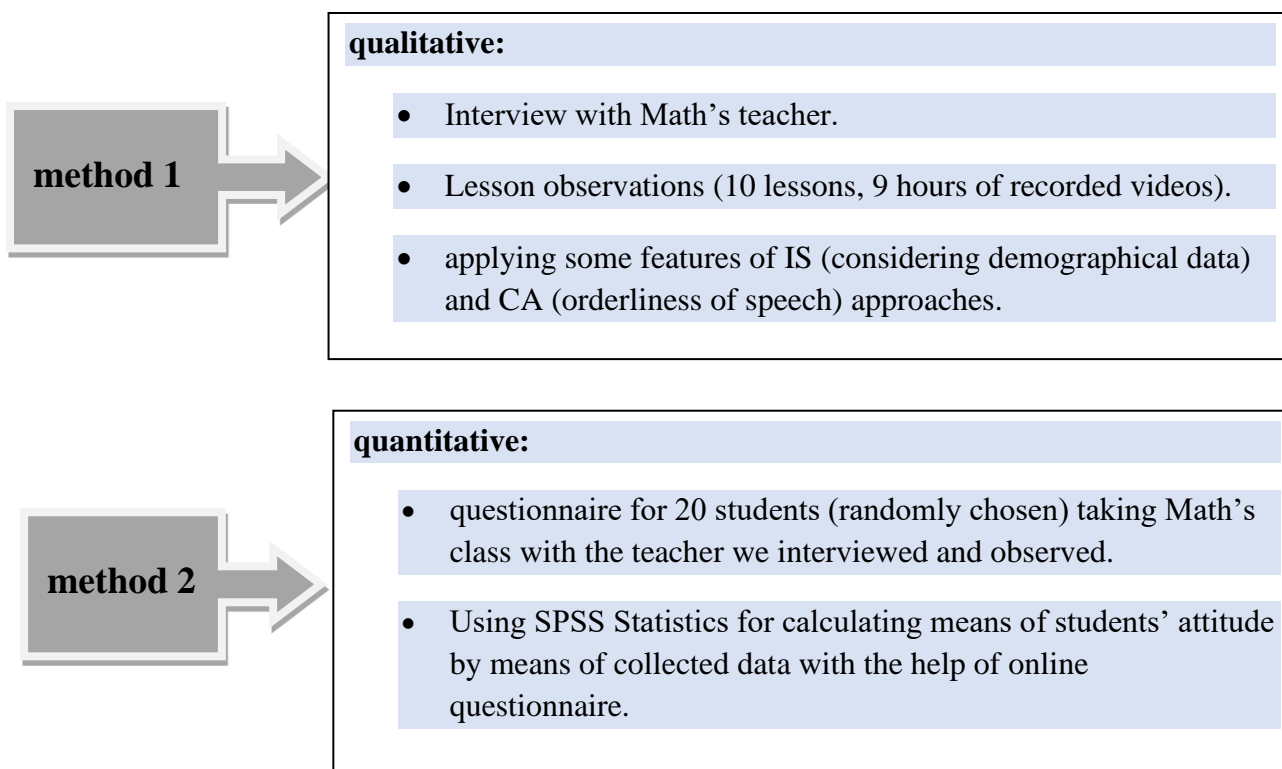 qualitative:
method 1
• Interview with Math’s teacher.
• Lesson observations (10 lessons, 9 hours of recorded videos).
• applying some features of IS (considering demographical data)
and CA (orderliness of speech) approaches.
quantitative:
method 2
• questionnaire for 20 students (randomly chosen) taking Math’s
class with the teacher we interviewed and observed.
• Using SPSS Statistics for calculating means of students’ attitude
by means of collected data with the help of online
questionnaire.